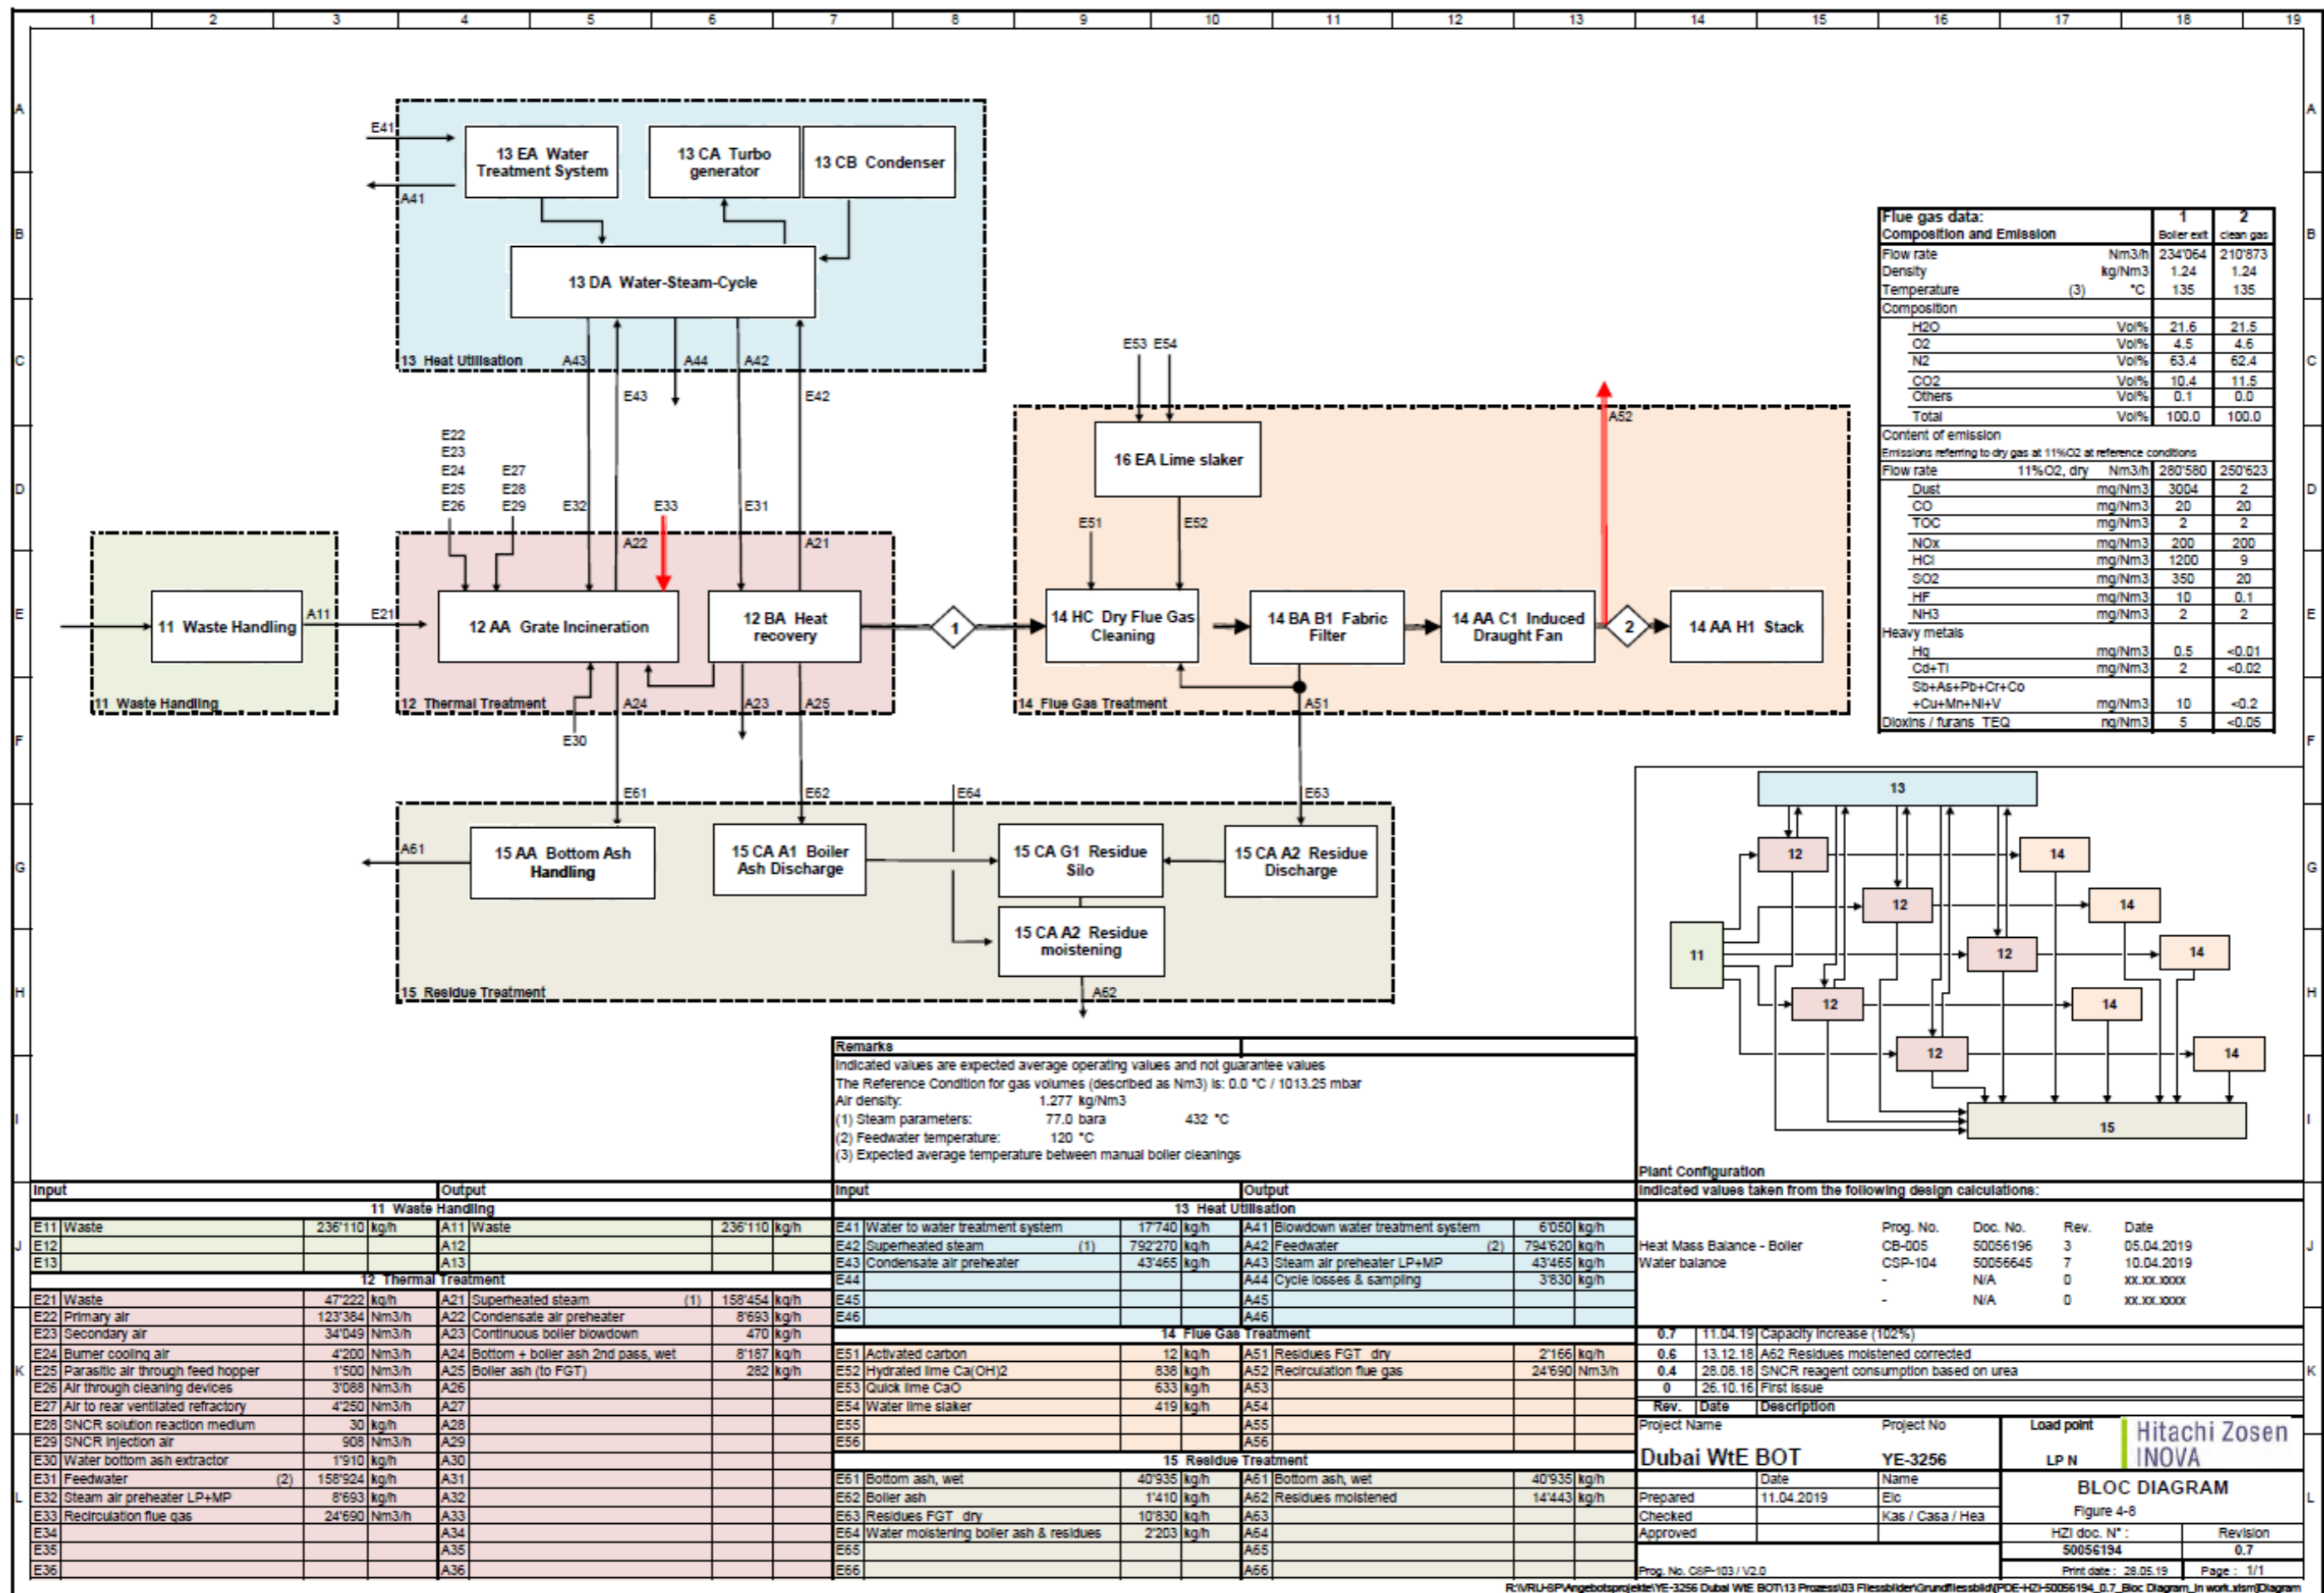 1 2 3 4 5 6 7 8 9 10 11 12 13 14 15 16 17 18 19
A A
B B
C C
D D
E E
F F
G G
H H
I I
J J
K K
L L
E41
A41
13 EA Water
Treatment System
13 CA Turbo
generator
13 CB Condenser
13 DA Water-Steam-Cycle
13 Heat Utilisation
A43
A44
A42
E43
E42
E22
E23
E24
E25
E26
E27
E28
E29
E32
E33
E31
A22
A21
11 Waste Handling
A11
E21
11 Waste Handling
12 AA Grate Incineration
12 BA Heat
recovery
12 Thermal Treatment
A24
A23
A25
E30
1
E53 E54
16 EA Lime slaker
E51
E52
A52
14 HC Dry Flue Gas
Cleaning
14 BA B1 Fabric
Filter
14 AA C1 Induced
Draught Fan
2
14 AA H1 Stack
14 Flue Gas Treatment
A51
E61
E62
E64
E63
A61
15 AA Bottom Ash
Handling
15 CA A1 Boiler
Ash Discharge
15 CA G1 Residue
Silo
15 CA A2 Residue
Discharge
15 CA A2 Residue
moistening
15 Residue Treatment
A62
Flue gas data: 1 2
Composition and Emission Boiler exit clean gas
Flow rate Nm3/h 234'064 210'873
Density kg/Nm3 1.24 1.24
Temperature (3) °C 135 135
Composition
H2O Vol% 21.6 21.5
O2 Vol% 4.5 4.6
N2 Vol% 63.4 62.4
CO2 Vol% 10.4 11.5
Others Vol% 0.1 0.0
Total Vol% 100.0 100.0
Content of emission
Emissions referring to dry gas at 11%O2 at reference conditions
Flow rate 11%O2, dry Nm3/h 280'580 250'623
Dust mg/Nm3 3004 2
CO mg/Nm3 20 20
TOC mg/Nm3 2 2
NOx mg/Nm3 200 200
HCl mg/Nm3 1200 9
SO2 mg/Nm3 350 20
HF mg/Nm3 10 0.1
NH3 mg/Nm3 2 2
Heavy metals
Hg mg/Nm3 0.5 <0.01
Cd+Tl mg/Nm3 2 <0.02
Sb+As+Pb+Cr+Co
+Cu+Mn+Ni+V mg/Nm3 10 <0.2
Dioxins / furans TEQ ng/Nm3 5 <0.05
13
12 14
12 14
11 12 14
12 14
12 14
15
Plant Configuration
Remarks
Indicated values are expected average operating values and not guarantee values
The Reference Condition for gas volumes (described as Nm3) is: 0.0 °C / 1013.25 mbar
Air density: 1.277 kg/Nm3
(1) Steam parameters: 77.0 bara 432 °C
(2) Feedwater temperature: 120 °C
(3) Expected average temperature between manual boiler cleanings
Input Output
11 Waste Handling
E11 Waste 236'110 kg/h A11 Waste 236'110 kg/h
E12 A12
E13 A13
12 Thermal Treatment
E21 Waste 47'222 kg/h A21 Superheated steam (1) 158'454 kg/h
E22 Primary air 123'384 Nm3/h A22 Condensate air preheater 8'693 kg/h
E23 Secondary air 34'049 Nm3/h A23 Continuous boiler blowdown 470 kg/h
E24 Burner cooling air 4'200 Nm3/h A24 Bottom + boiler ash 2nd pass, wet 8'187 kg/h
E25 Parasitic air through feed hopper 1'500 Nm3/h A25 Boiler ash (to FGT) 282 kg/h
E26 Air through cleaning devices 3'088 Nm3/h A26
E27 Air to rear ventilated refractory 4'250 Nm3/h A27
E28 SNCR solution reaction medium 30 kg/h A28
E29 SNCR injection air 908 Nm3/h A29
E30 Water bottom ash extractor 1'910 kg/h A30
E31 Feedwater (2) 158'924 kg/h A31
E32 Steam air preheater LP+MP 8'693 kg/h A32
E33 Recirculation flue gas 24'690 Nm3/h A33
E34 A34
E35 A35
E36 A36
Input Output
13 Heat Utilisation
E41 Water to water treatment system 17'740 kg/h A41 Blowdown water treatment system 6'050 kg/h
E42 Superheated steam (1) 792'270 kg/h A42 Feedwater (2) 794'620 kg/h
E43 Condensate air preheater 43'465 kg/h A43 Steam air preheater LP+MP 43'465 kg/h
E44 A44 Cycle losses & sampling 3'830 kg/h
E45 A45
E46 A46
14 Flue Gas Treatment
E51 Activated carbon 12 kg/h A51 Residues FGT dry 2'166 kg/h
E52 Hydrated lime Ca(OH)2 838 kg/h A52 Recirculation flue gas 24'690 Nm3/h
E53 Quick lime CaO 633 kg/h A53
E54 Water lime slaker 419 kg/h A54
E55 A55
E56 A56
15 Residue Treatment
E61 Bottom ash, wet 40'935 kg/h A61 Bottom ash, wet 40'935 kg/h
E62 Boiler ash 1'410 kg/h A62 Residues moistened 14'443 kg/h
E63 Residues FGT dry 10'830 kg/h A63
E64 Water moistening boiler ash & residues 2'203 kg/h A64
E65 A65
E66 A66
Indicated values taken from the following design calculations:
Prog. No. Doc. No. Rev. Date
Heat Mass Balance - Boiler CB-005 50056196 3 05.04.2019
Water balance CSP-104 50056645 7 10.04.2019
- N/A 0 xx.xx.xxxx
- N/A 0 xx.xx.xxxx
0.7 11.04.19 Capacity Increase (102%)
0.6 13.12.18 A62 Residues moistened corrected
0.4 28.08.18 SNCR reagent consumption based on urea
0 26.10.16 First Issue
Rev. Date Description
Project Name Project No Load point
Dubai WtE BOT YE-3256 LP N
Hitachi Zosen
INOVA
Date Name
Prepared 11.04.2019 Eic
Checked Kas / Casa / Hea
Approved
BLOC DIAGRAM
Figure 4-8
HZI doc. N° : Revision
50056194 0.7
Prog. No. CSP-103 / V2.0
Print date : 28.05.19 Page : 1/1
R:\VRU-SP\Angebotsprojekte\YE-3256 Dubai WtE BOT\13 Prozess\03 Fliessbilder\Grundfliessbild\[PDE-HZI-50056194_0.7_Bloc Diagram_in work.xlsm]Diagram